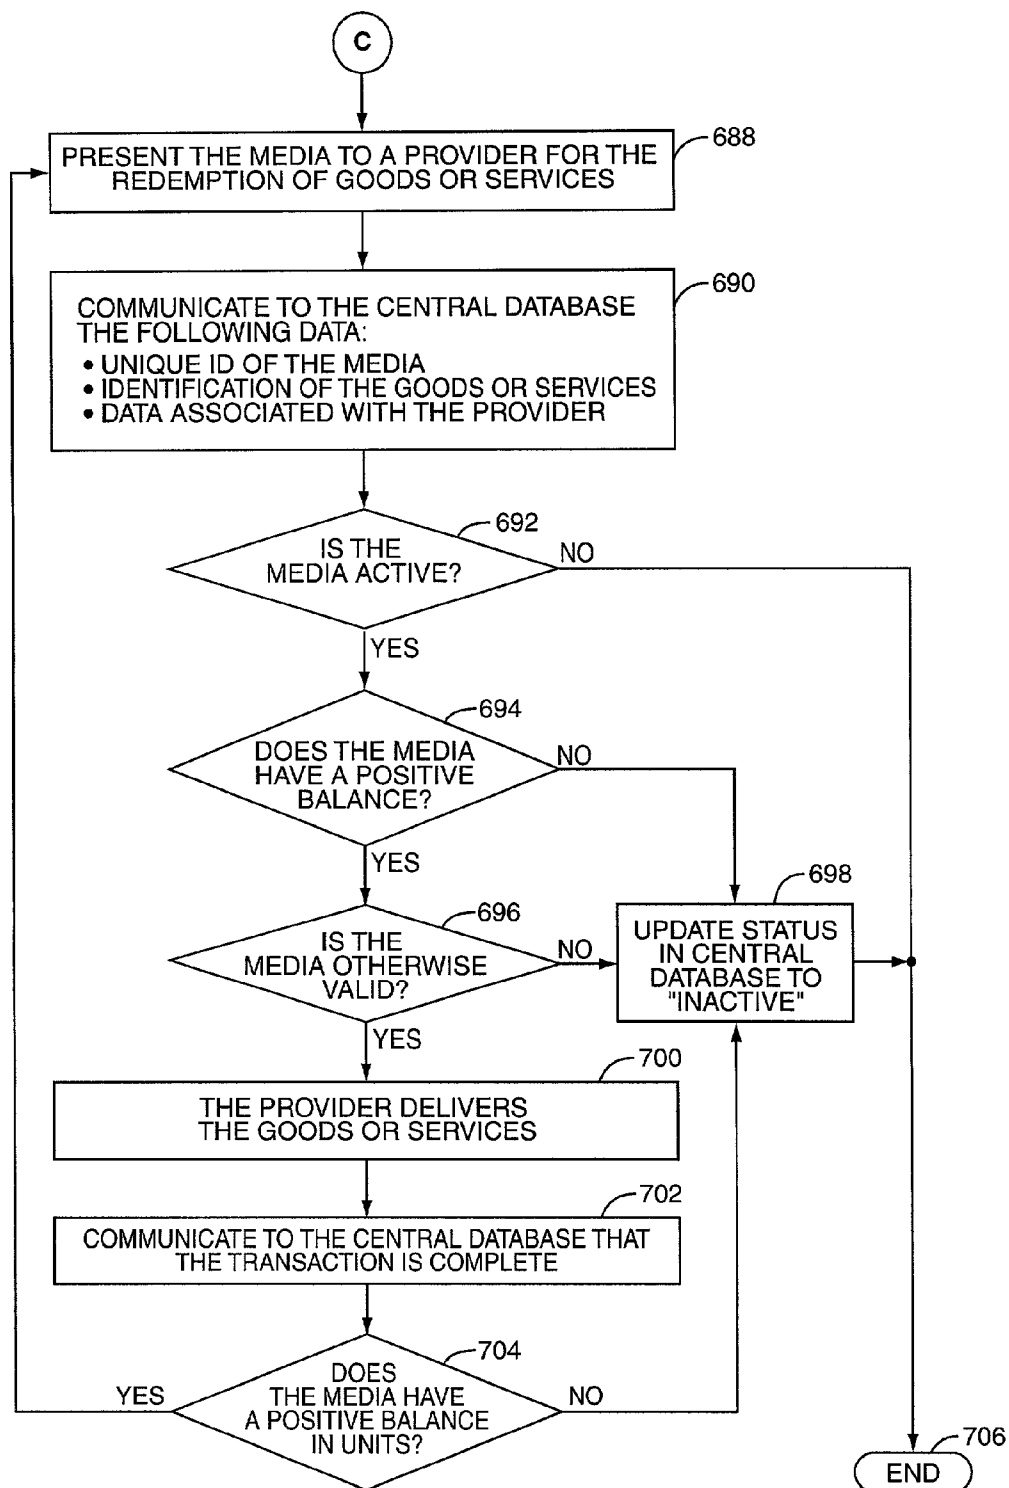 C
688
PRESENT THE MEDIA TO A PROVIDER FOR THE
REDEMPTION OF GOODS OR SERVICES
690
COMMUNICATE TO THE CENTRAL DATABASE
THE FOLLOWING DATA:
• UNIQUE ID OF THE MEDIA
• IDENTIFICATION OF THE GOODS OR SERVICES
• DATA ASSOCIATED WITH THE PROVIDER
692
IS THE
MEDIA ACTIVE?
NO
YES
694
DOES THE MEDIA
HAVE A POSITIVE
BALANCE?
NO
YES
696
IS THE
MEDIA OTHERWISE
VALID?
NO
YES
698
UPDATE STATUS
IN CENTRAL
DATABASE TO
"INACTIVE"
700
THE PROVIDER DELIVERS
THE GOODS OR SERVICES
702
COMMUNICATE TO THE CENTRAL DATABASE THAT
THE TRANSACTION IS COMPLETE
704
DOES
THE MEDIA HAVE
A POSITIVE BALANCE
IN UNITS?
YES
NO
706
END